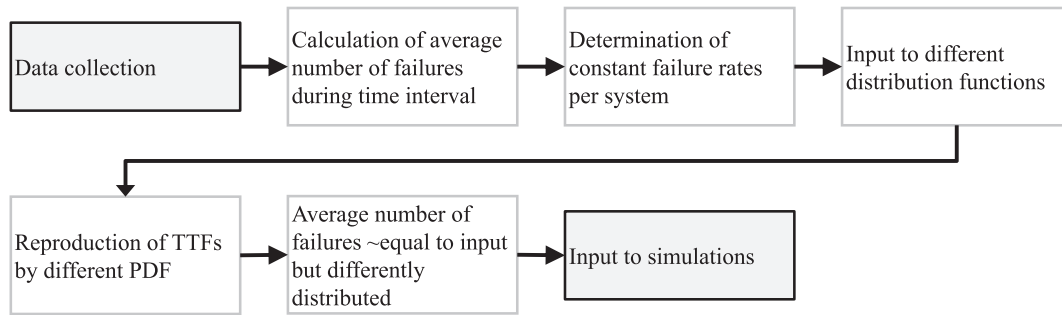 Data collection
Calculation of average
number of failures
during time interval
Determination of
constant failure rates
per system
Input to different
distribution functions
Reproduction of TTFs
by different PDF
Average number of
failures ~equal to input
but differently
distributed
Input to simulations